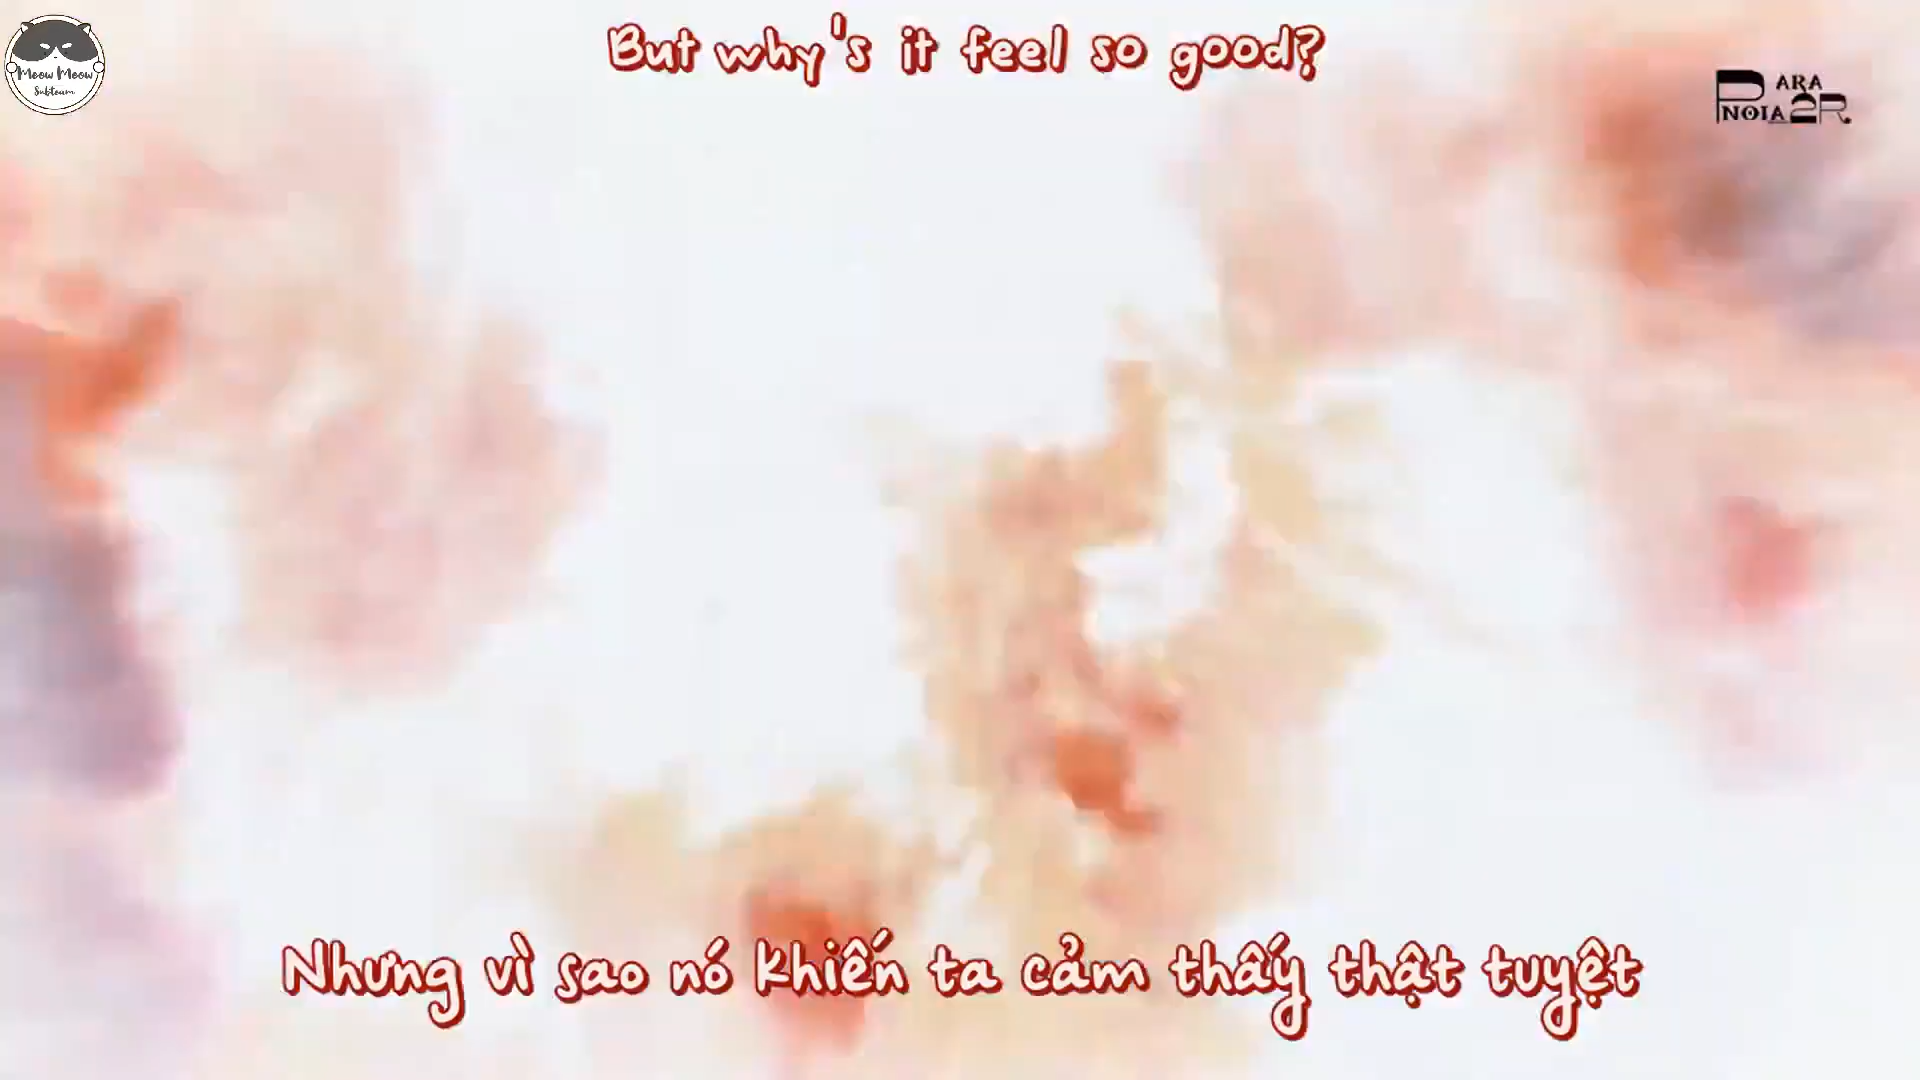 But why's it feel so good?
Meow Meow
Subteam
PARA
NOIA 2R.
Nhưng vì sao nó khiến ta cảm thấy thật tuyệt